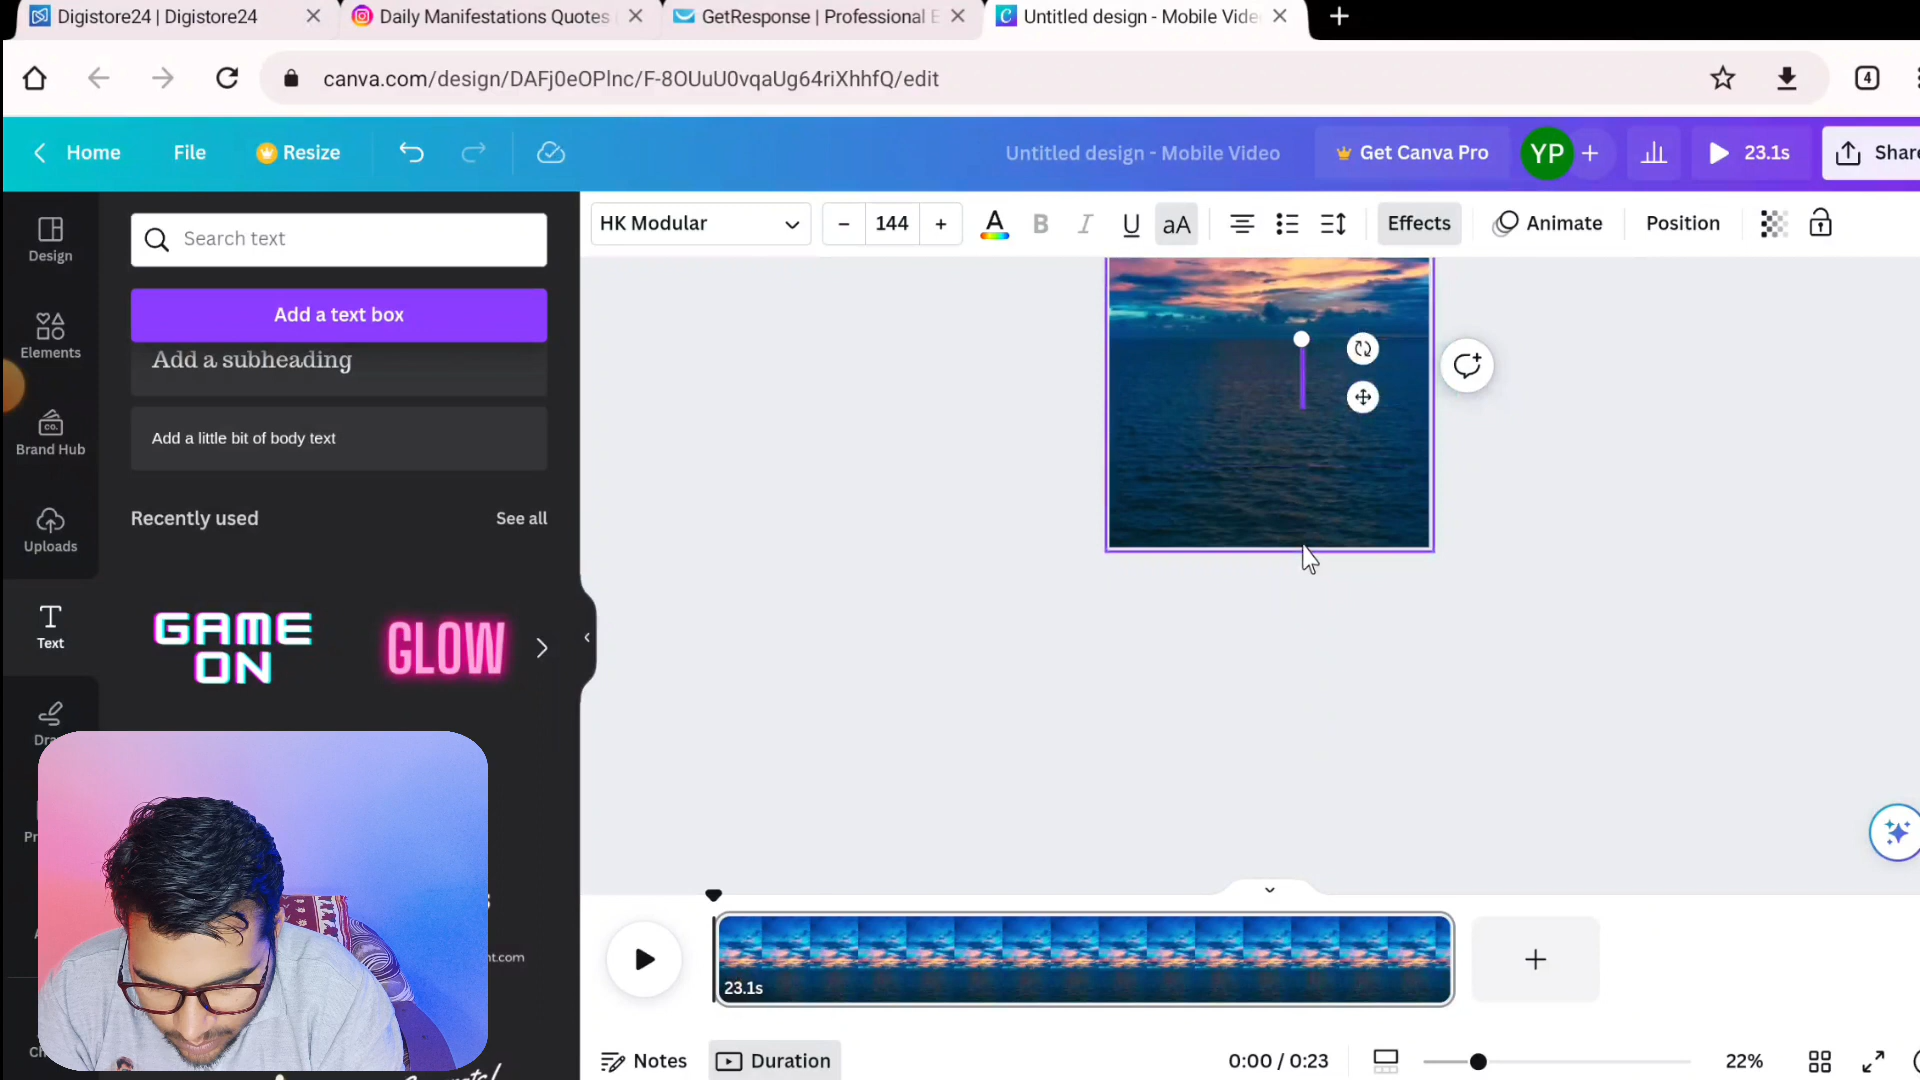 Digistore24 | Digistore24
Daily Manifestations Quotes
GetResponse | Professional E
Untitled design - Mobile Vide
canva.com/design/DAFj0eOPlnc/F-8OUuU0vqaUg64riXhhfQ/edit
4
Home
File
Resize
Untitled design - Mobile Video
Get Canva Pro
YP
23.1s
Share
Design
Elements
Brand Hub
Uploads
Text
Search text
Add a text box
Add a subheading
Add a little bit of body text
Recently used
See all
GAME
ON
GLOW
HK Modular
144
A
B
I
U
aA
Effects
Animate
Position
23.1s
Notes
Duration
0:00 / 0:23
22%